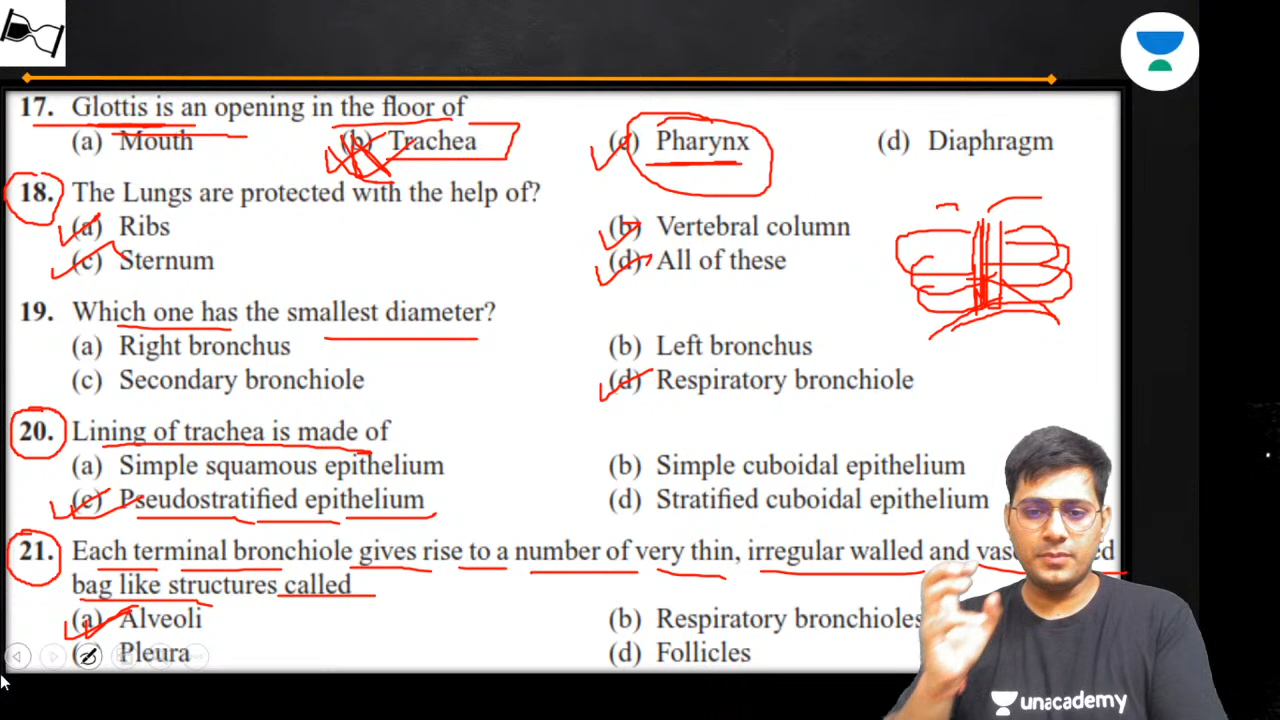 17. Glottis is an opening in the floor of
(a) Mouth (b) Trachea (c) Pharynx (d) Diaphragm
18. The Lungs are protected with the help of?
(a) Ribs (b) Vertebral column
(c) Sternum (d) All of these
19. Which one has the smallest diameter?
(a) Right bronchus (b) Left bronchus
(c) Secondary bronchiole (d) Respiratory bronchiole
20. Lining of trachea is made of
(a) Simple squamous epithelium (b) Simple cuboidal epithelium
(c) Pseudostratified epithelium (d) Stratified cuboidal epithelium
21. Each terminal bronchiole gives rise to a number of very thin, irregular walled and
bag like structures called
(a) Alveoli (b) Respiratory bronchioles
Pleura (d) Follicles
unacademy